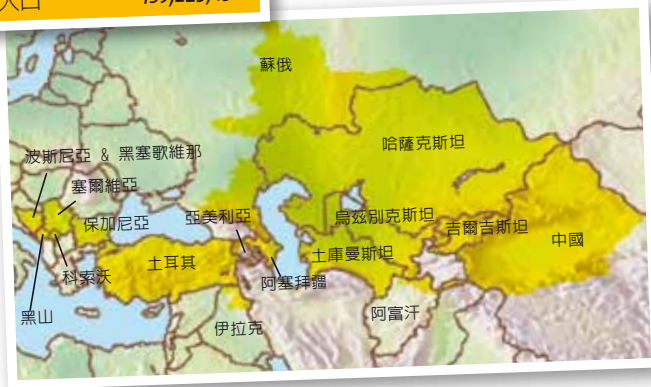 人口
蘇俄
哈薩克斯坦
波斯尼亞 & 黑塞歌維那
塞爾維亞
保加尼亞
亞美利亞
烏玆別克斯坦
吉爾吉斯坦
中國
土耳其
土庫曼斯坦
科索沃
阿塞拜疆
黑山
伊拉克
阿富汗